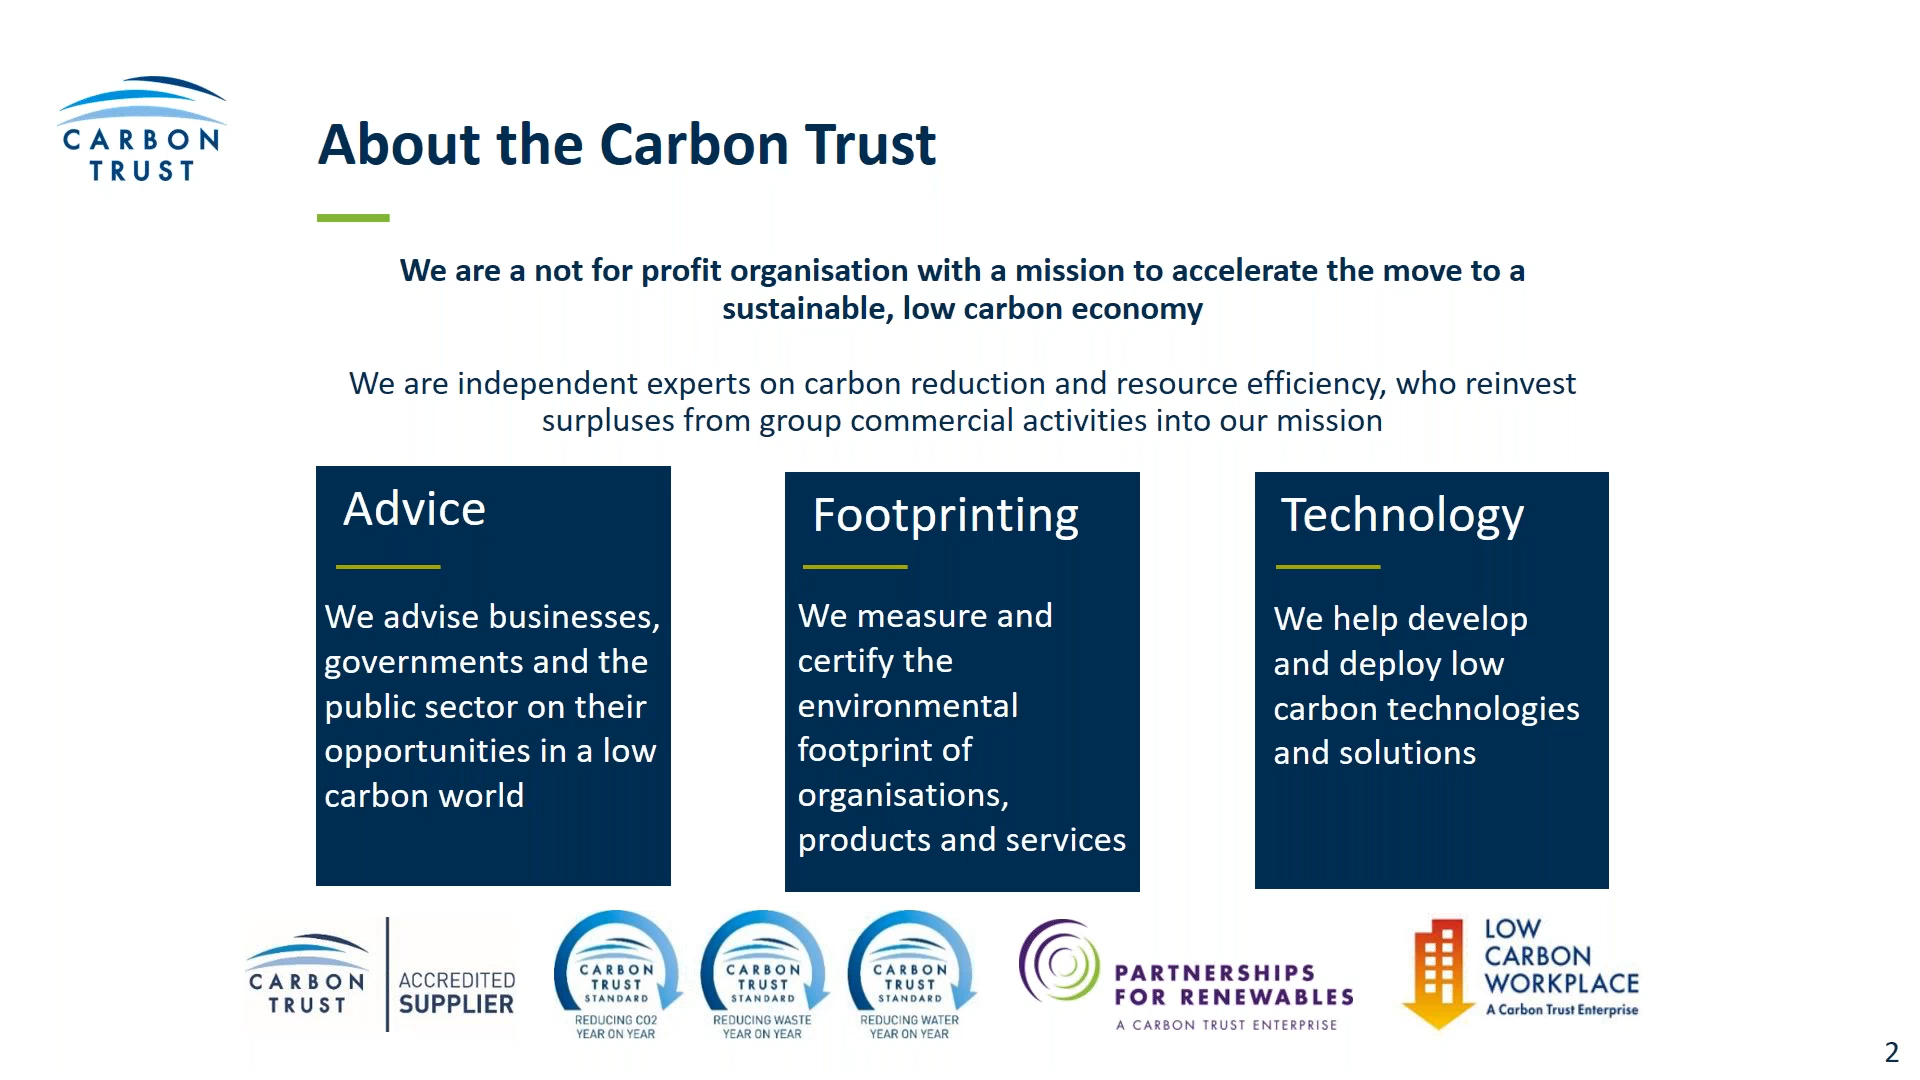 CARBON
TRUST
About the Carbon Trust
We are a not for profit organisation with a mission to accelerate the move to a
sustainable, low carbon economy
We are independent experts on carbon reduction and resource efficiency, who reinvest
surpluses from group commercial activities into our mission
Advice
We advise businesses,
governments and the
public sector on their
opportunities in a low
carbon world
Footprinting
We measure and
certify the
environmental
footprint of
organisations,
products and services
Technology
We help develop
and deploy low
carbon technologies
and solutions
CARBON
TRUST
ACCREDITED
SUPPLIER
CARBON
TRUST
STANDARD
REDUCING CO2
YEAR ON YEAR
CARBON
TRUST
STANDARD
REDUCING WASTE
YEAR ON YEAR
CARBON
TRUST
STANDARD
REDUCING WATER
YEAR ON YEAR
PARTNERSHIPS
FOR RENEWABLES
A CARBON TRUST ENTERPRISE
LOW
CARBON
WORKPLACE
A Carbon Trust Enterprise
2